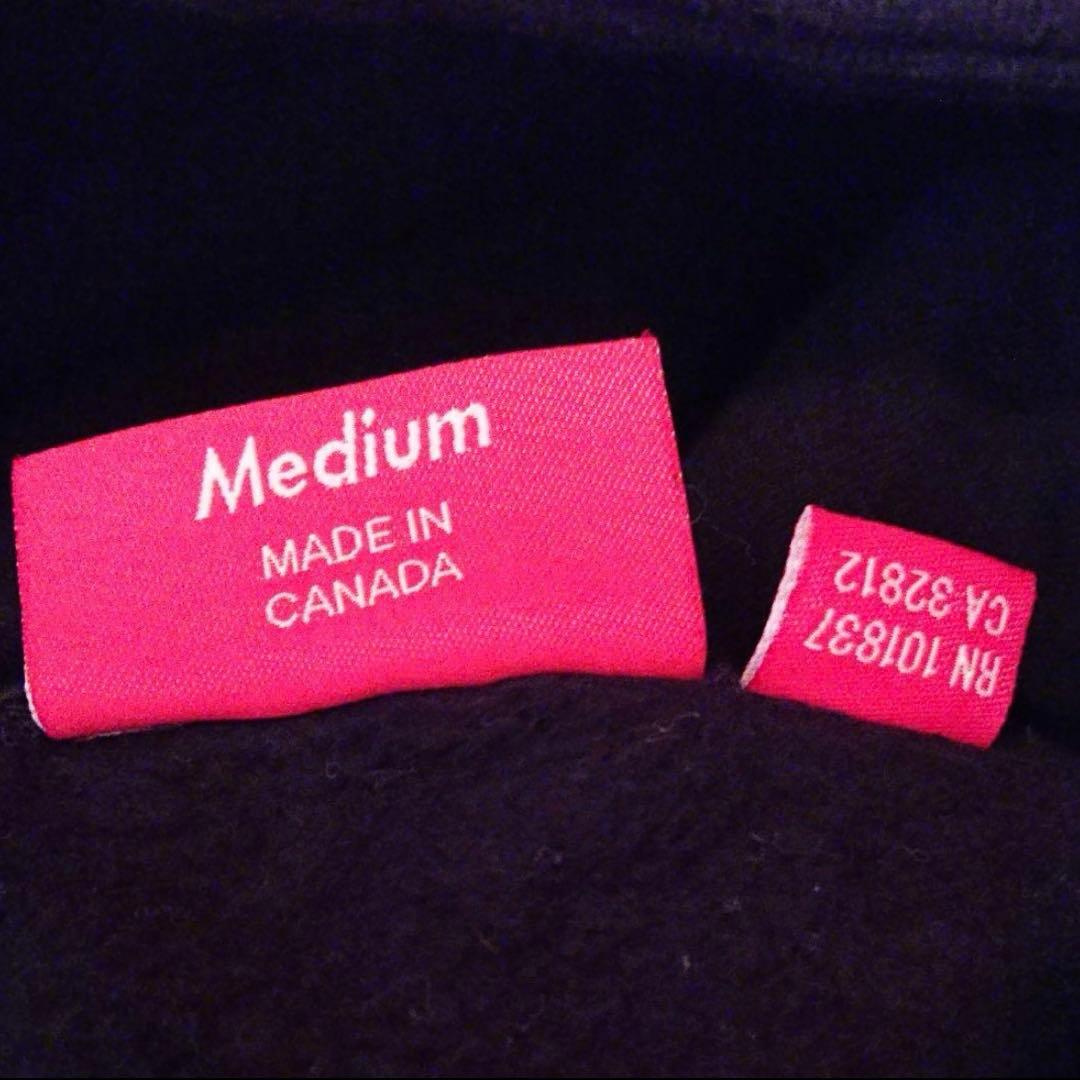 Medium
MADE IN
CANADA
RN 101837
CA 32812